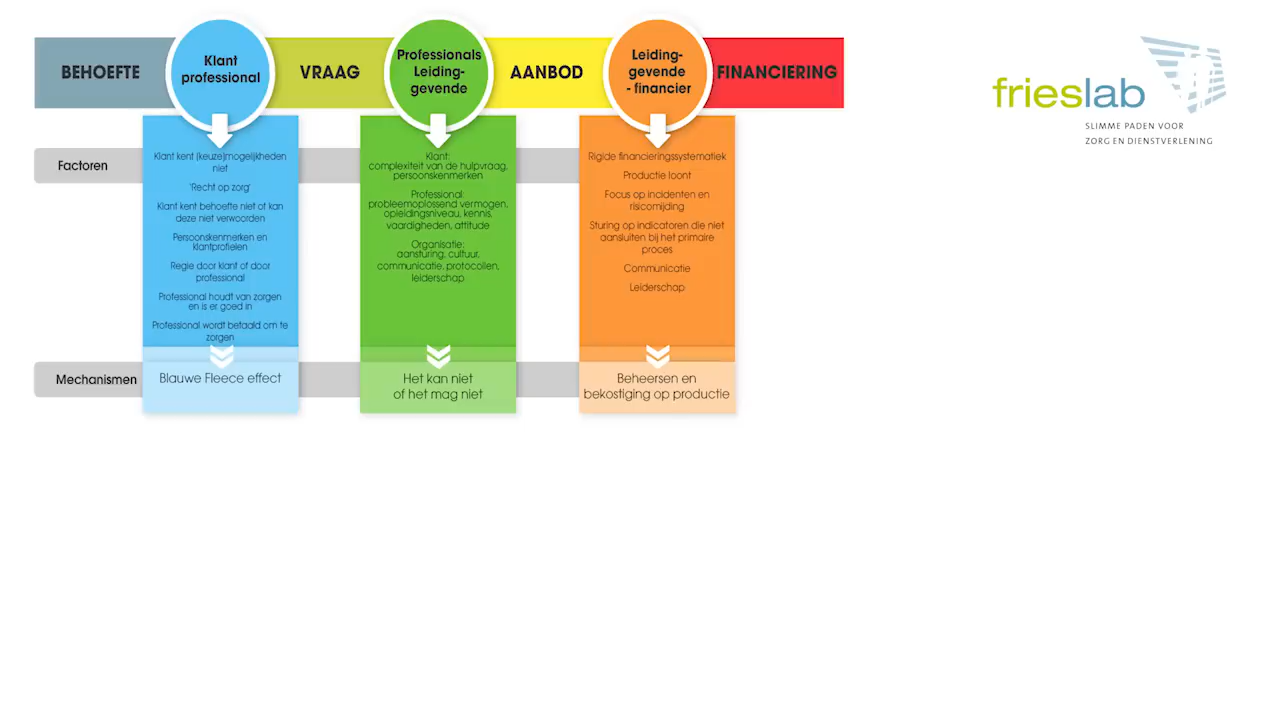 BEHOEFTE
Klant
professional
VRAAG
Professionals
Leiding-
gevende
AANBOD
Leiding-
gevende
- financier
FINANCIERING
frieslab
SLIMME PADEN VOOR
ZORG EN DIENSTVERLENING
Factoren
Klant kent (keuze)mogelijkheden
niet
'Recht op zorg'
Klant kent behoefte niet of kan
deze niet verwoorden
Persoonskenmerken en
klantprofielen
Regie door klant of door
professional
Professional houdt van zorgen
en is er goed in
Professional wordt betaald om te
zorgen
Klant:
complexiteit van de hulpvraag,
persoonskenmerken
Professional:
probleemoplossend vermogen,
opleidingsniveau, kennis,
vaardigheden, attitude
Organisatie:
aansturing, cultuur,
communicatie, protocollen,
leiderschap
Rigide financieringssystematiek
Productie loont
Focus op incidenten en
risicomijding
Sturing op indicatoren die niet
aansluiten bij het primaire
proces
Communicatie
Leiderschap
Mechanismen
Blauwe Fleece effect
Het kan niet
of het mag niet
Beheersen en
bekostiging op productie